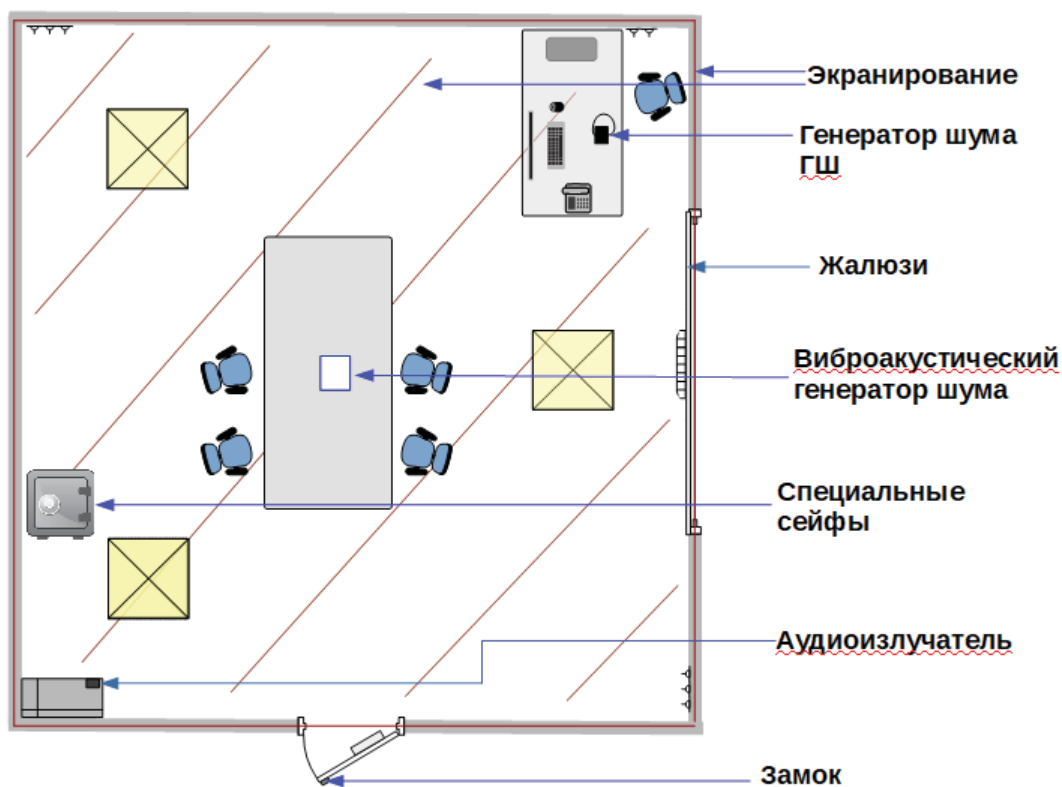 Экранирование
Генератор шума
ГШ
Жалюзи
Виброакустический
генератор шума
Специальные
сейфы
Аудиоизлучатель
Замок